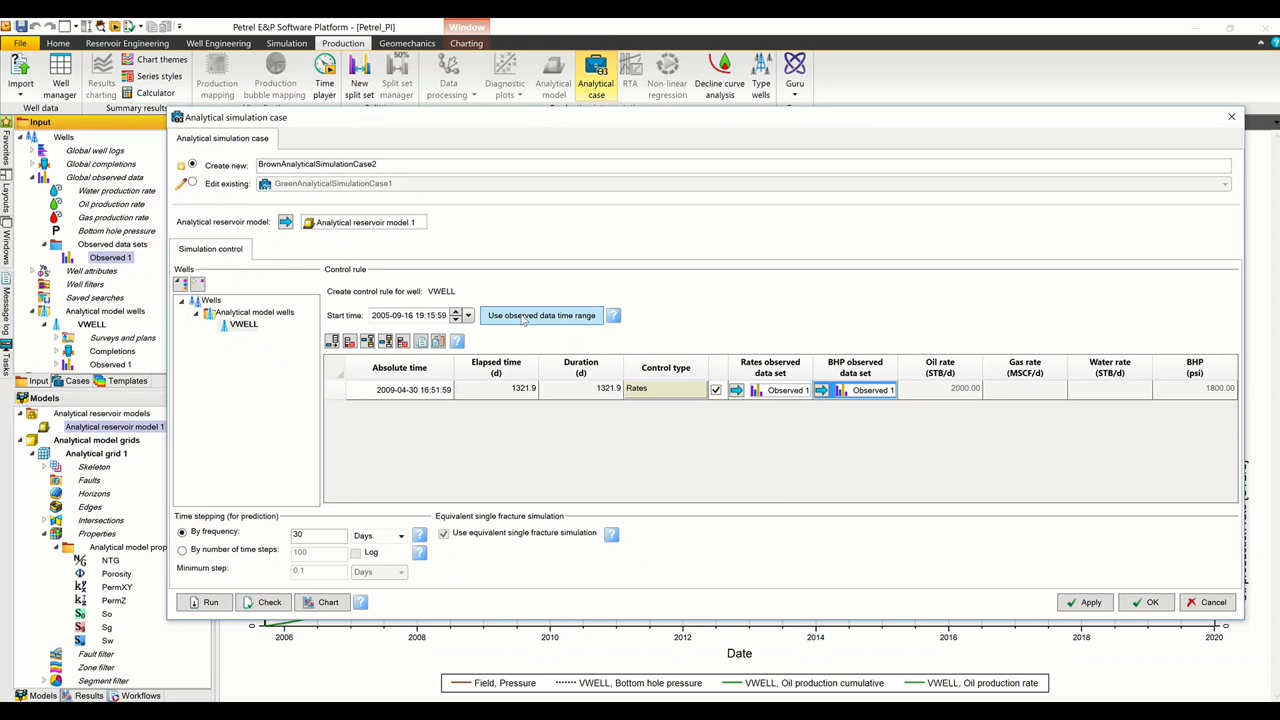 Petrel E&P Software Platform - [Petrel_PI]
Window
File Home Reservoir Engineering Well Engineering Simulation Production Geomechanics Charting
Import
Well manager
Results charting
Chart themes
Series styles
Calculator
Production mapping
Production bubble mapping
Time player
New split set
Split set manager
Data processing
Diagnostic plots
Analytical model
Analytical case
RTA
Non-linear regression
Decline curve analysis
Type wells
Guru
Well data
Summary results
Input
Wells
Global well logs
Global completions
Global observed data
Water production rate
Oil production rate
Gas production rate
Bottom hole pressure
Observed data sets
Observed 1
Well attributes
Well filters
Saved searches
Analytical model wells
VWELL
Surveys and plans
Completions
Observed 1
Input Cases Templates
Favorites
Layouts
Windows
Message log
Tasks
Models
Analytical reservoir models
Analytical reservoir model 1
Analytical model grids
Analytical grid 1
Skeleton
Faults
Horizons
Edges
Intersections
Properties
Analytical model prop
NTG
Porosity
PermXY
PermZ
So
Sg
Sw
Fault filter
Zone filter
Segment filter
Models Results Workflows
Analytical simulation case
Analytical simulation case
Create new: BrownAnalyticalSimulationCase2
Edit existing: GreenAnalyticalSimulationCase1
Analytical reservoir model: Analytical reservoir model 1
Simulation control
Wells
Wells
Analytical model wells
VWELL
Control rule
Create control rule for well: VWELL
Start time: 2005-09-16 19:15:59 Use observed data time range
Absolute time Elapsed time (d) Duration (d) Control type Rates observed data set BHP observed data set Oil rate (STB/d) Gas rate (MSCF/d) Water rate (STB/d) BHP (psi)
2009-04-30 16:51:59 1321.9 1321.9 Rates Observed 1 Observed 1 2000.00 1800.00
Time stepping (for prediction)
By frequency: 30 Days
By number of time steps: 100 Log
Minimum step: 0.1 Days
Equivalent single fracture simulation
Use equivalent single fracture simulation
Run Check Chart Apply OK Cancel
0 0
2006 2008 2010 2012 2014 2016 2018 2020
Date
Field, Pressure VWELL, Bottom hole pressure VWELL, Oil production cumulative VWELL, Oil production rate